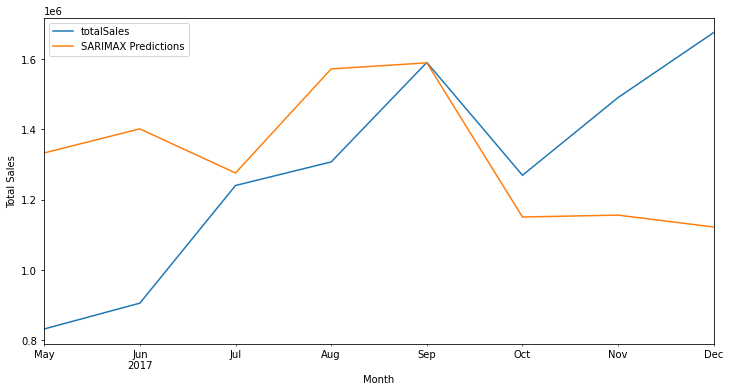 1e6
totalSales
SARIMAX Predictions
1.6
1.4
1.2
1.0
0.8
Total Sales
May Jun Jul Aug Sep Oct Nov Dec
2017
Month